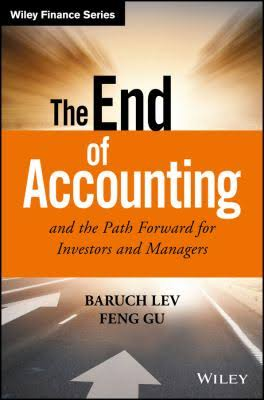 Wiley Finance Series
The End
of
Accounting
and the Path Forward for
Investors and Managers
BARUCH LEV
FENG GU
WILEY